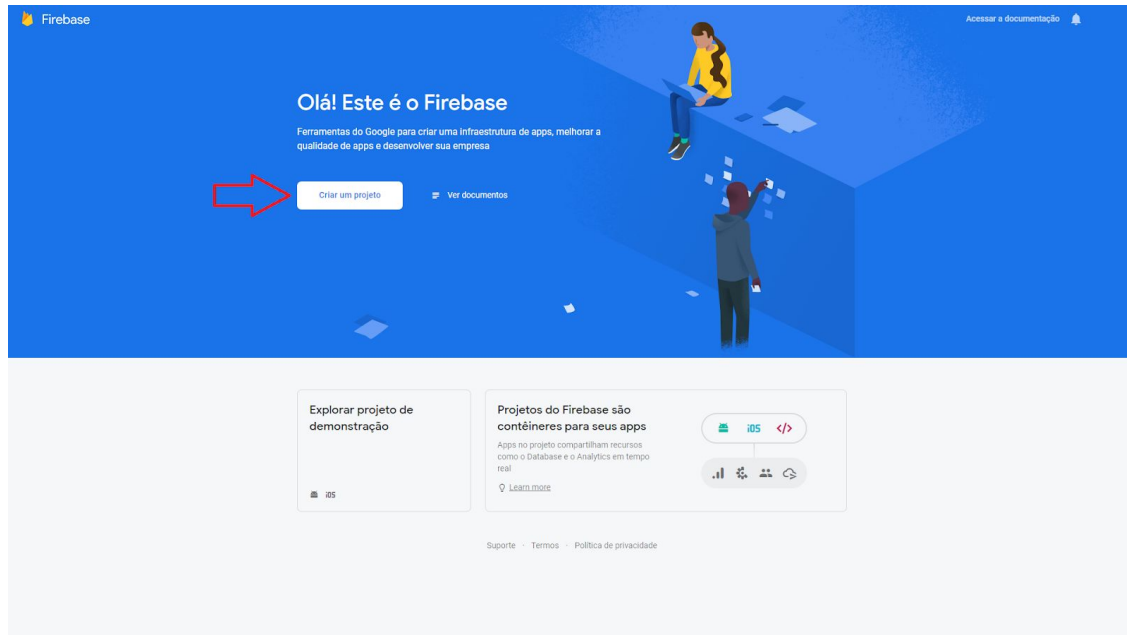 Firebase
Acessar a documentação
Olá! Este é o Firebase
Ferramentas do Google para criar uma infraestrutura de apps, melhorar a
qualidade de apps e desenvolver sua empresa
Criar um projeto
Ver documentos
Explorar projeto de
demonstração
iOS
Projetos do Firebase são
contêineres para seus apps
Apps no projeto compartilham recursos
como o Database e o Analytics em tempo
real
Learn more
iOS </>
Suporte · Termos · Política de privacidade